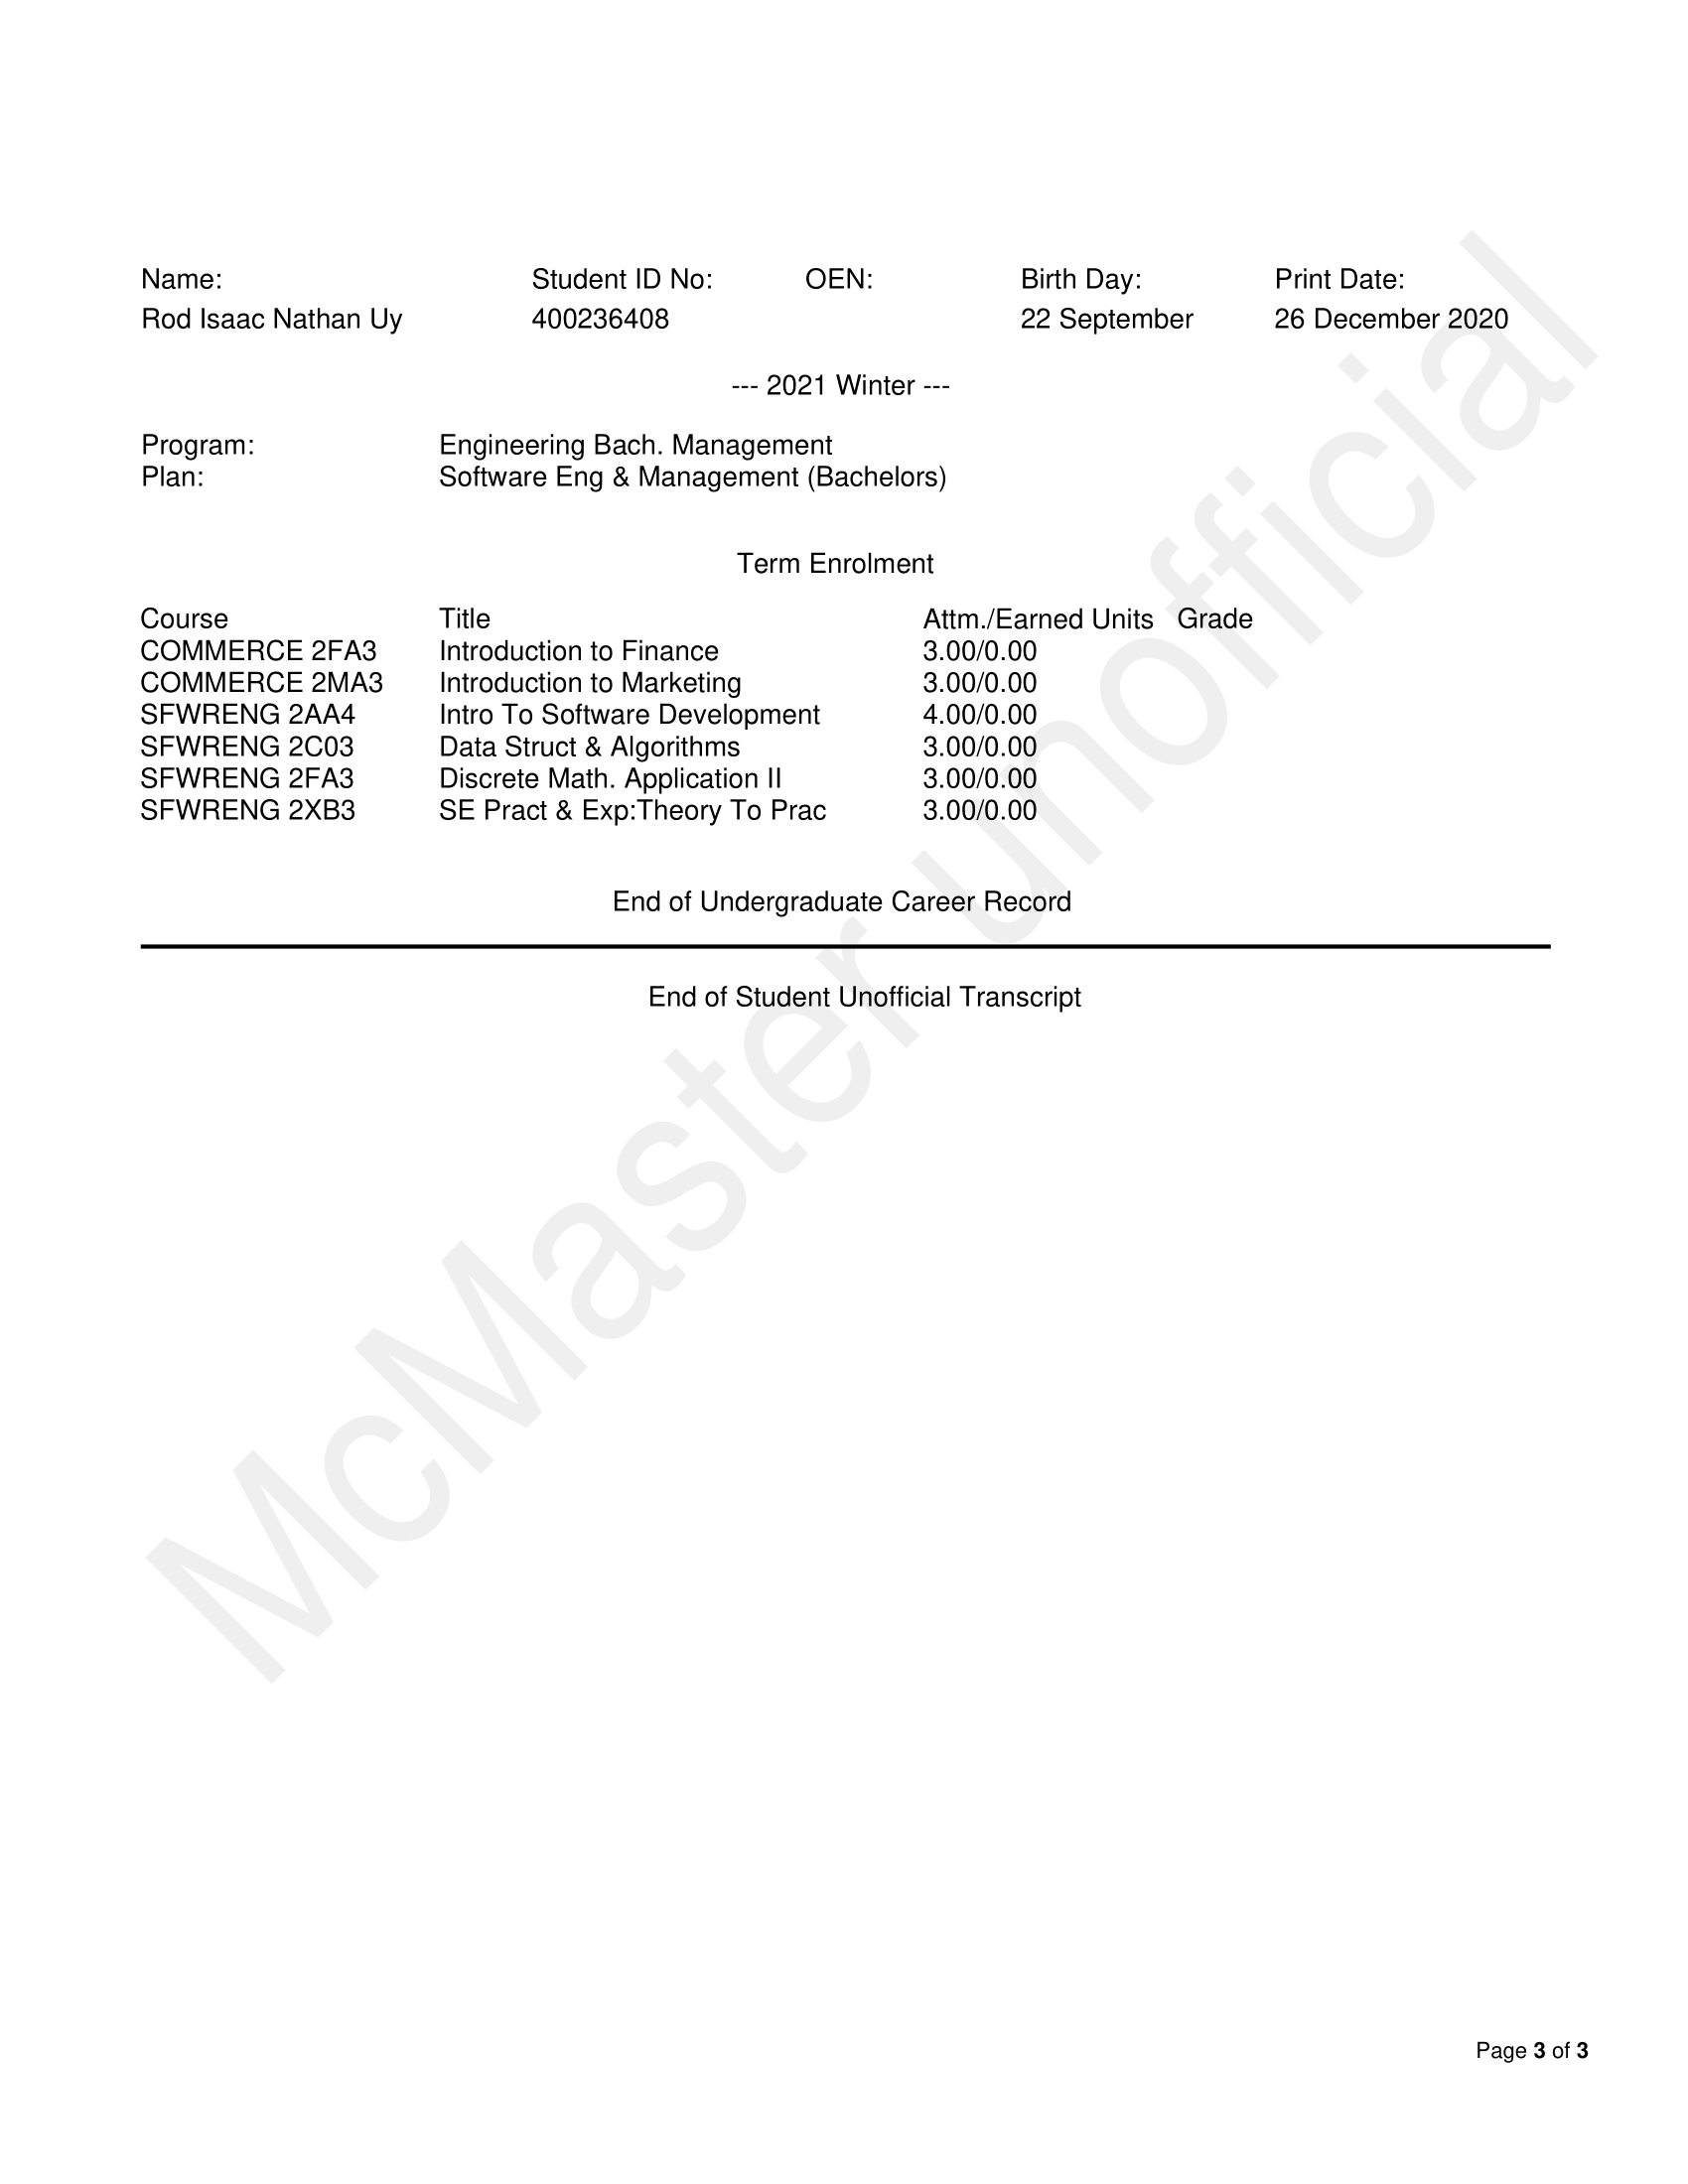 Name: Student ID No: OEN: Birth Day: Print Date:
Rod Isaac Nathan Uy 400236408 22 September 26 December 2020
--- 2021 Winter ---
Program: Engineering Bach. Management
Plan: Software Eng & Management (Bachelors)
Term Enrolment
Course Title Attm./Earned Units Grade
COMMERCE 2FA3 Introduction to Finance 3.00/0.00
COMMERCE 2MA3 Introduction to Marketing 3.00/0.00
SFWRENG 2AA4 Intro To Software Development 4.00/0.00
SFWRENG 2C03 Data Struct & Algorithms 3.00/0.00
SFWRENG 2FA3 Discrete Math. Application II 3.00/0.00
SFWRENG 2XB3 SE Pract & Exp:Theory To Prac 3.00/0.00
End of Undergraduate Career Record
End of Student Unofficial Transcript
McMaster unofficial
Page 3 of 3